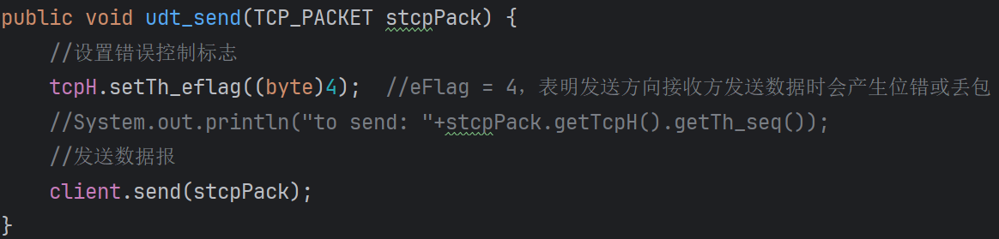 public void udt_send(TCP_PACKET stcpPack) {
//设置错误控制标志
tcpH.setTh_eflag((byte)4);  //eFlag = 4，表明发送方向接收方发送数据时会产生位错或丢包
//System.out.println("to send: "+stcpPack.getTcpH().getTh_seq());
//发送数据报
client.send(stcpPack);
}